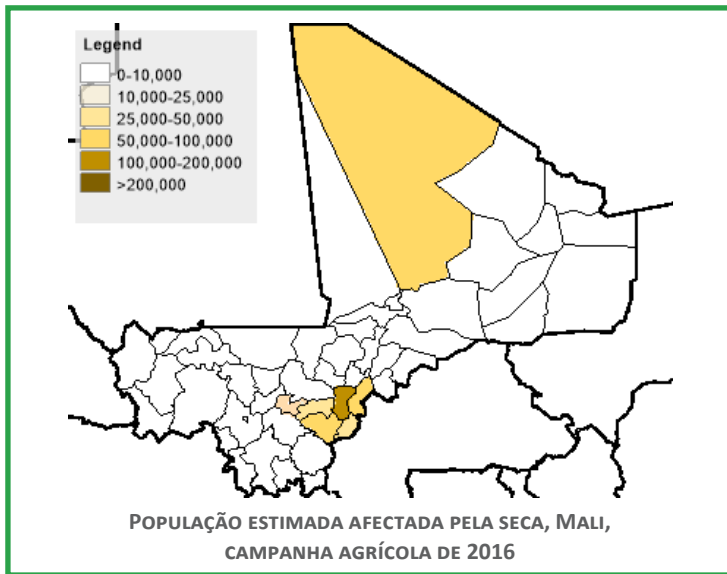 Legend
0-10,000
10,000-25,000
25,000-50,000
50,000-100,000
100,000-200,000
>200,000
POPULAÇÃO ESTIMADA AFECTADA PELA SECA, MALI,
CAMPANHA AGRÍCOLA DE 2016